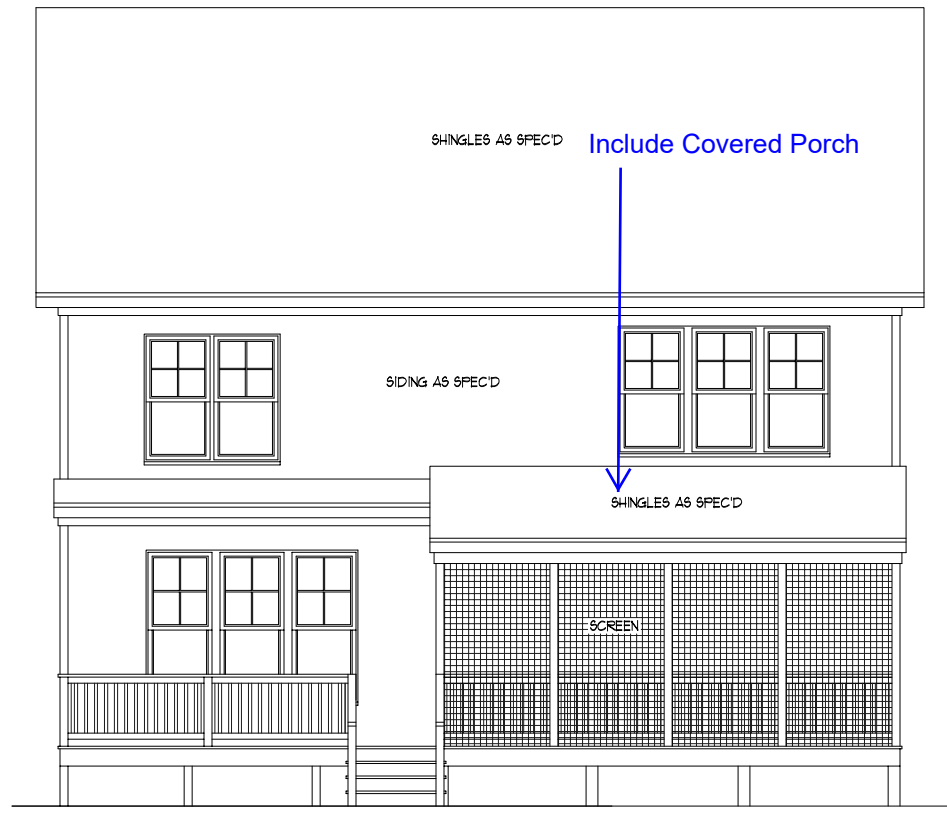 SHINGLES AS SPEC'D
Include Covered Porch
SIDING AS SPEC'D
SHINGLES AS SPEC'D
SCREEN